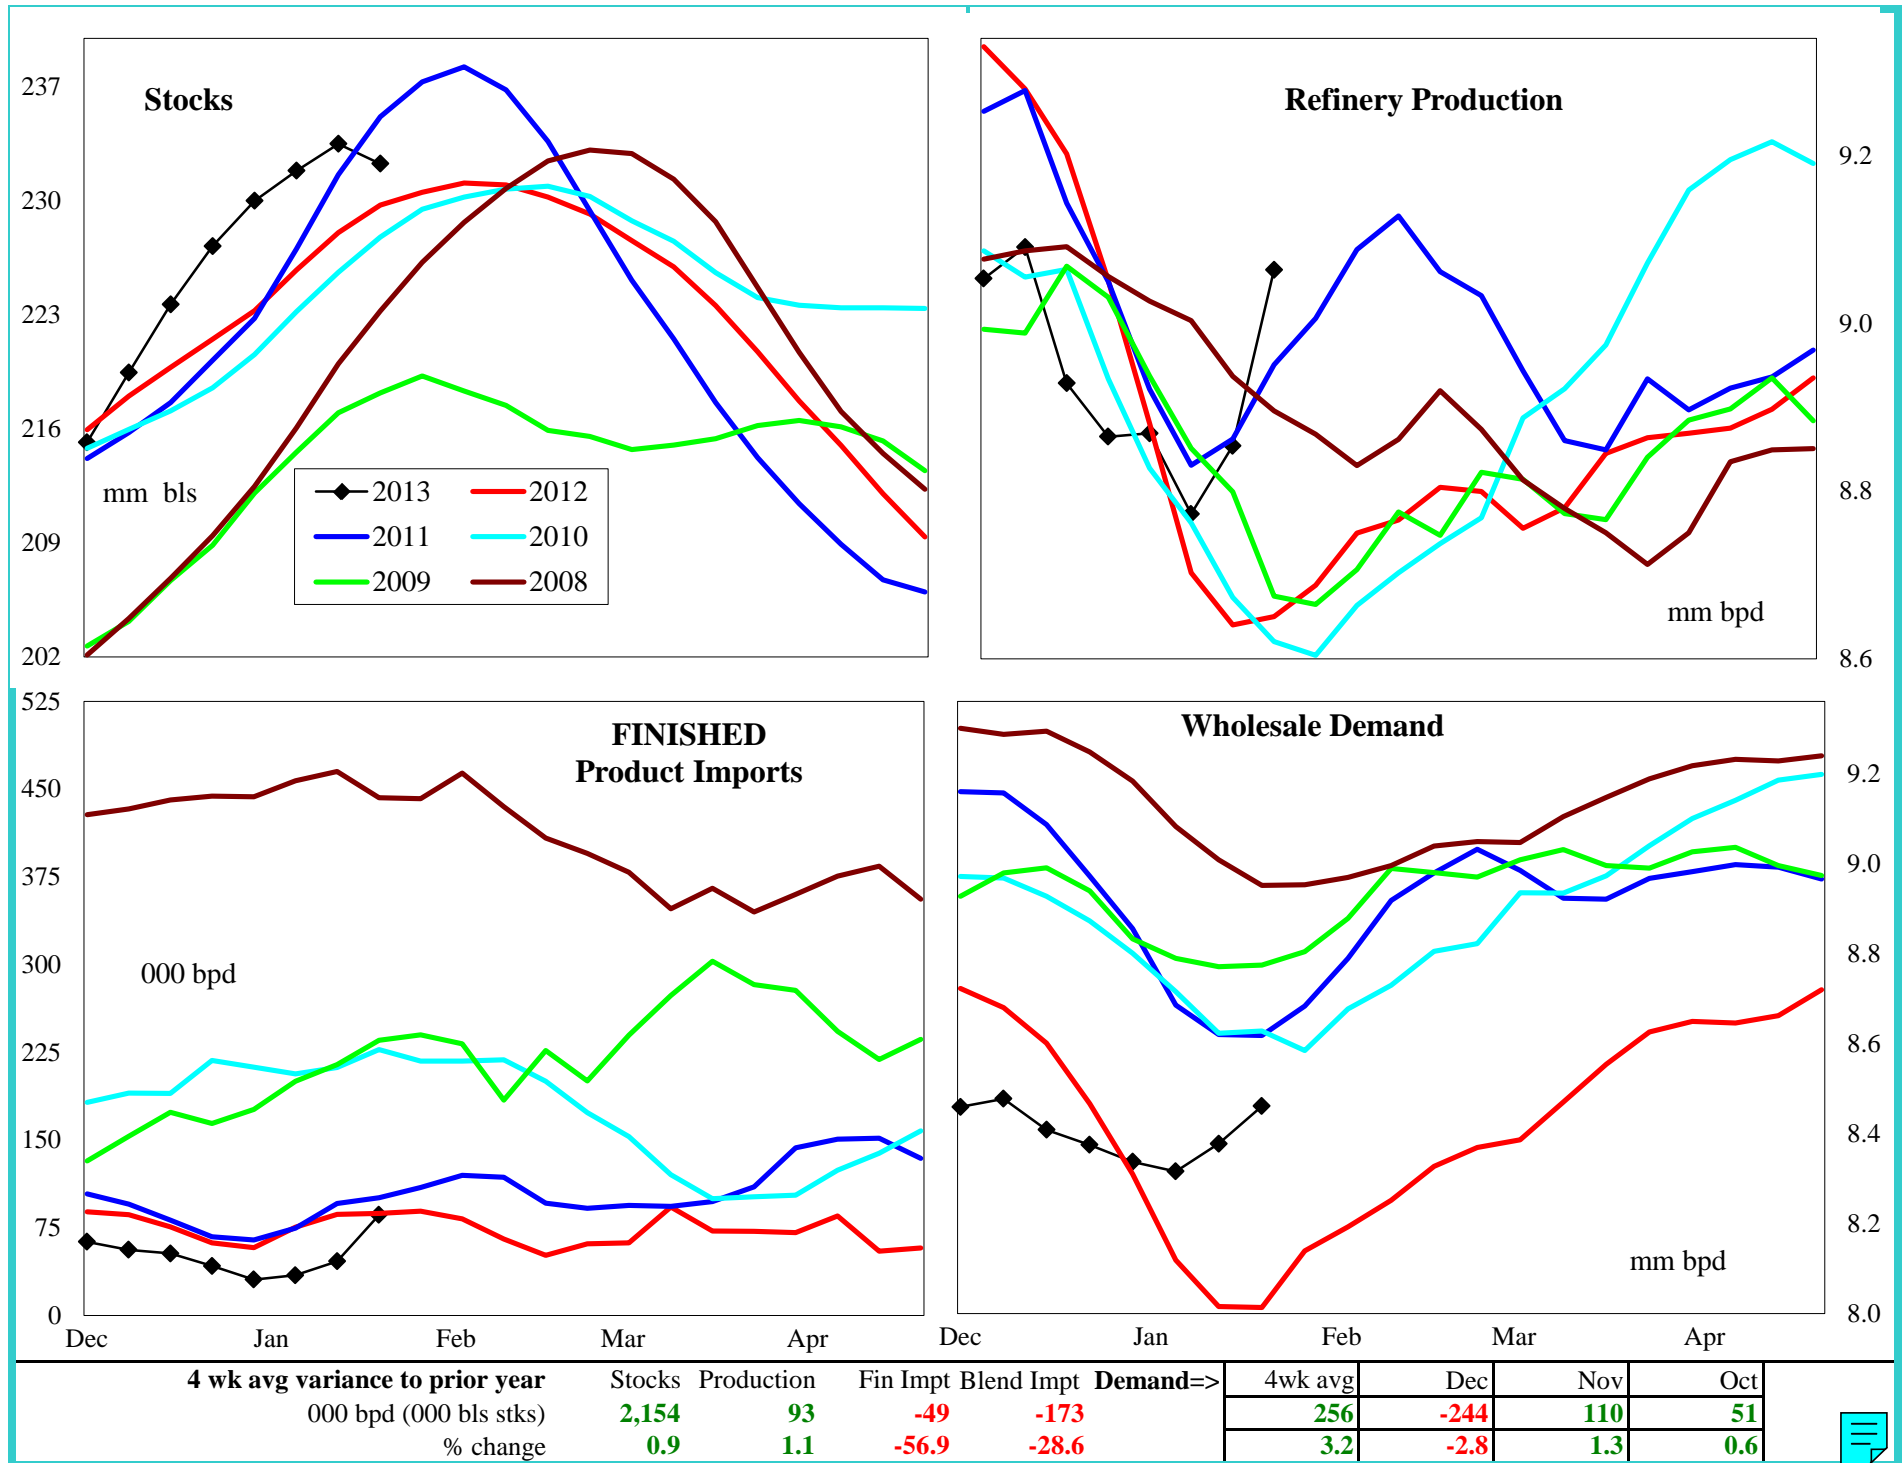 Stocks
237
230
223
216
209
202
mm bls
2013 2012
2011 2010
2009 2008
Refinery Production
9.2
9.0
8.8
8.6
mm bpd
FINISHED
Product Imports
525
450
375
300
225
150
75
0
000 bpd
Dec Jan Feb Mar Apr
Wholesale Demand
9.2
9.0
8.8
8.6
8.4
8.2
8.0
mm bpd
Dec Jan Feb Mar Apr
4 wk avg variance to prior year Stocks Production Fin Impt Blend Impt Demand=> 4wk avg Dec Nov Oct
000 bpd (000 bls stks) 2,154 93 -49 -173 256 -244 110 51
% change 0.9 1.1 -56.9 -28.6 3.2 -2.8 1.3 0.6